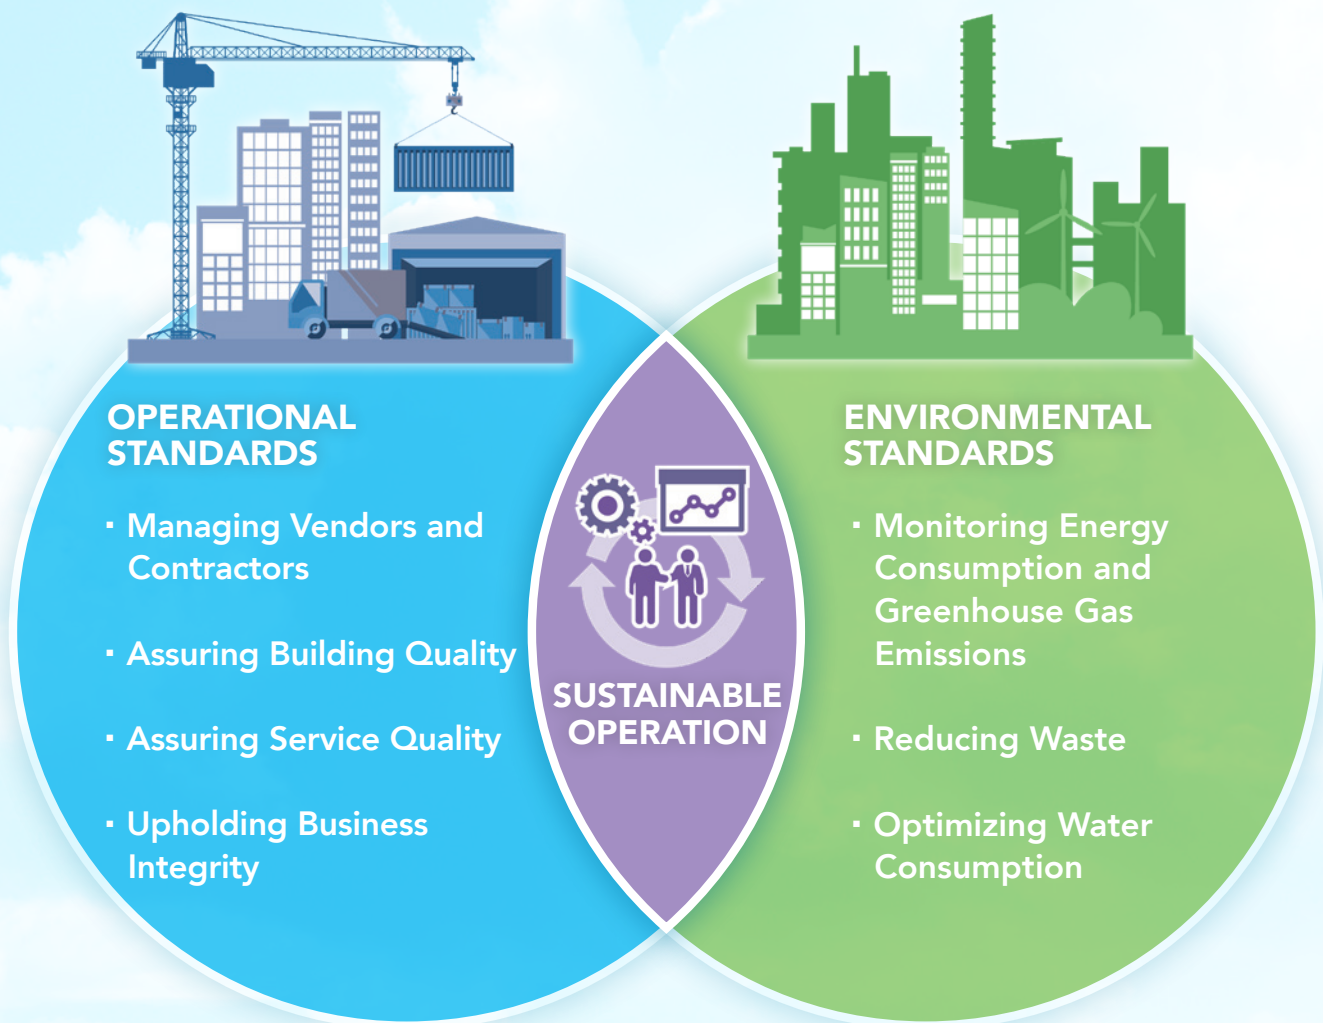 OPERATIONAL
STANDARDS
· Managing Vendors and
Contractors
· Assuring Building Quality
· Assuring Service Quality
· Upholding Business
Integrity
SUSTAINABLE
OPERATION
ENVIRONMENTAL
STANDARDS
· Monitoring Energy
Consumption and
Greenhouse Gas
Emissions
· Reducing Waste
· Optimizing Water
Consumption